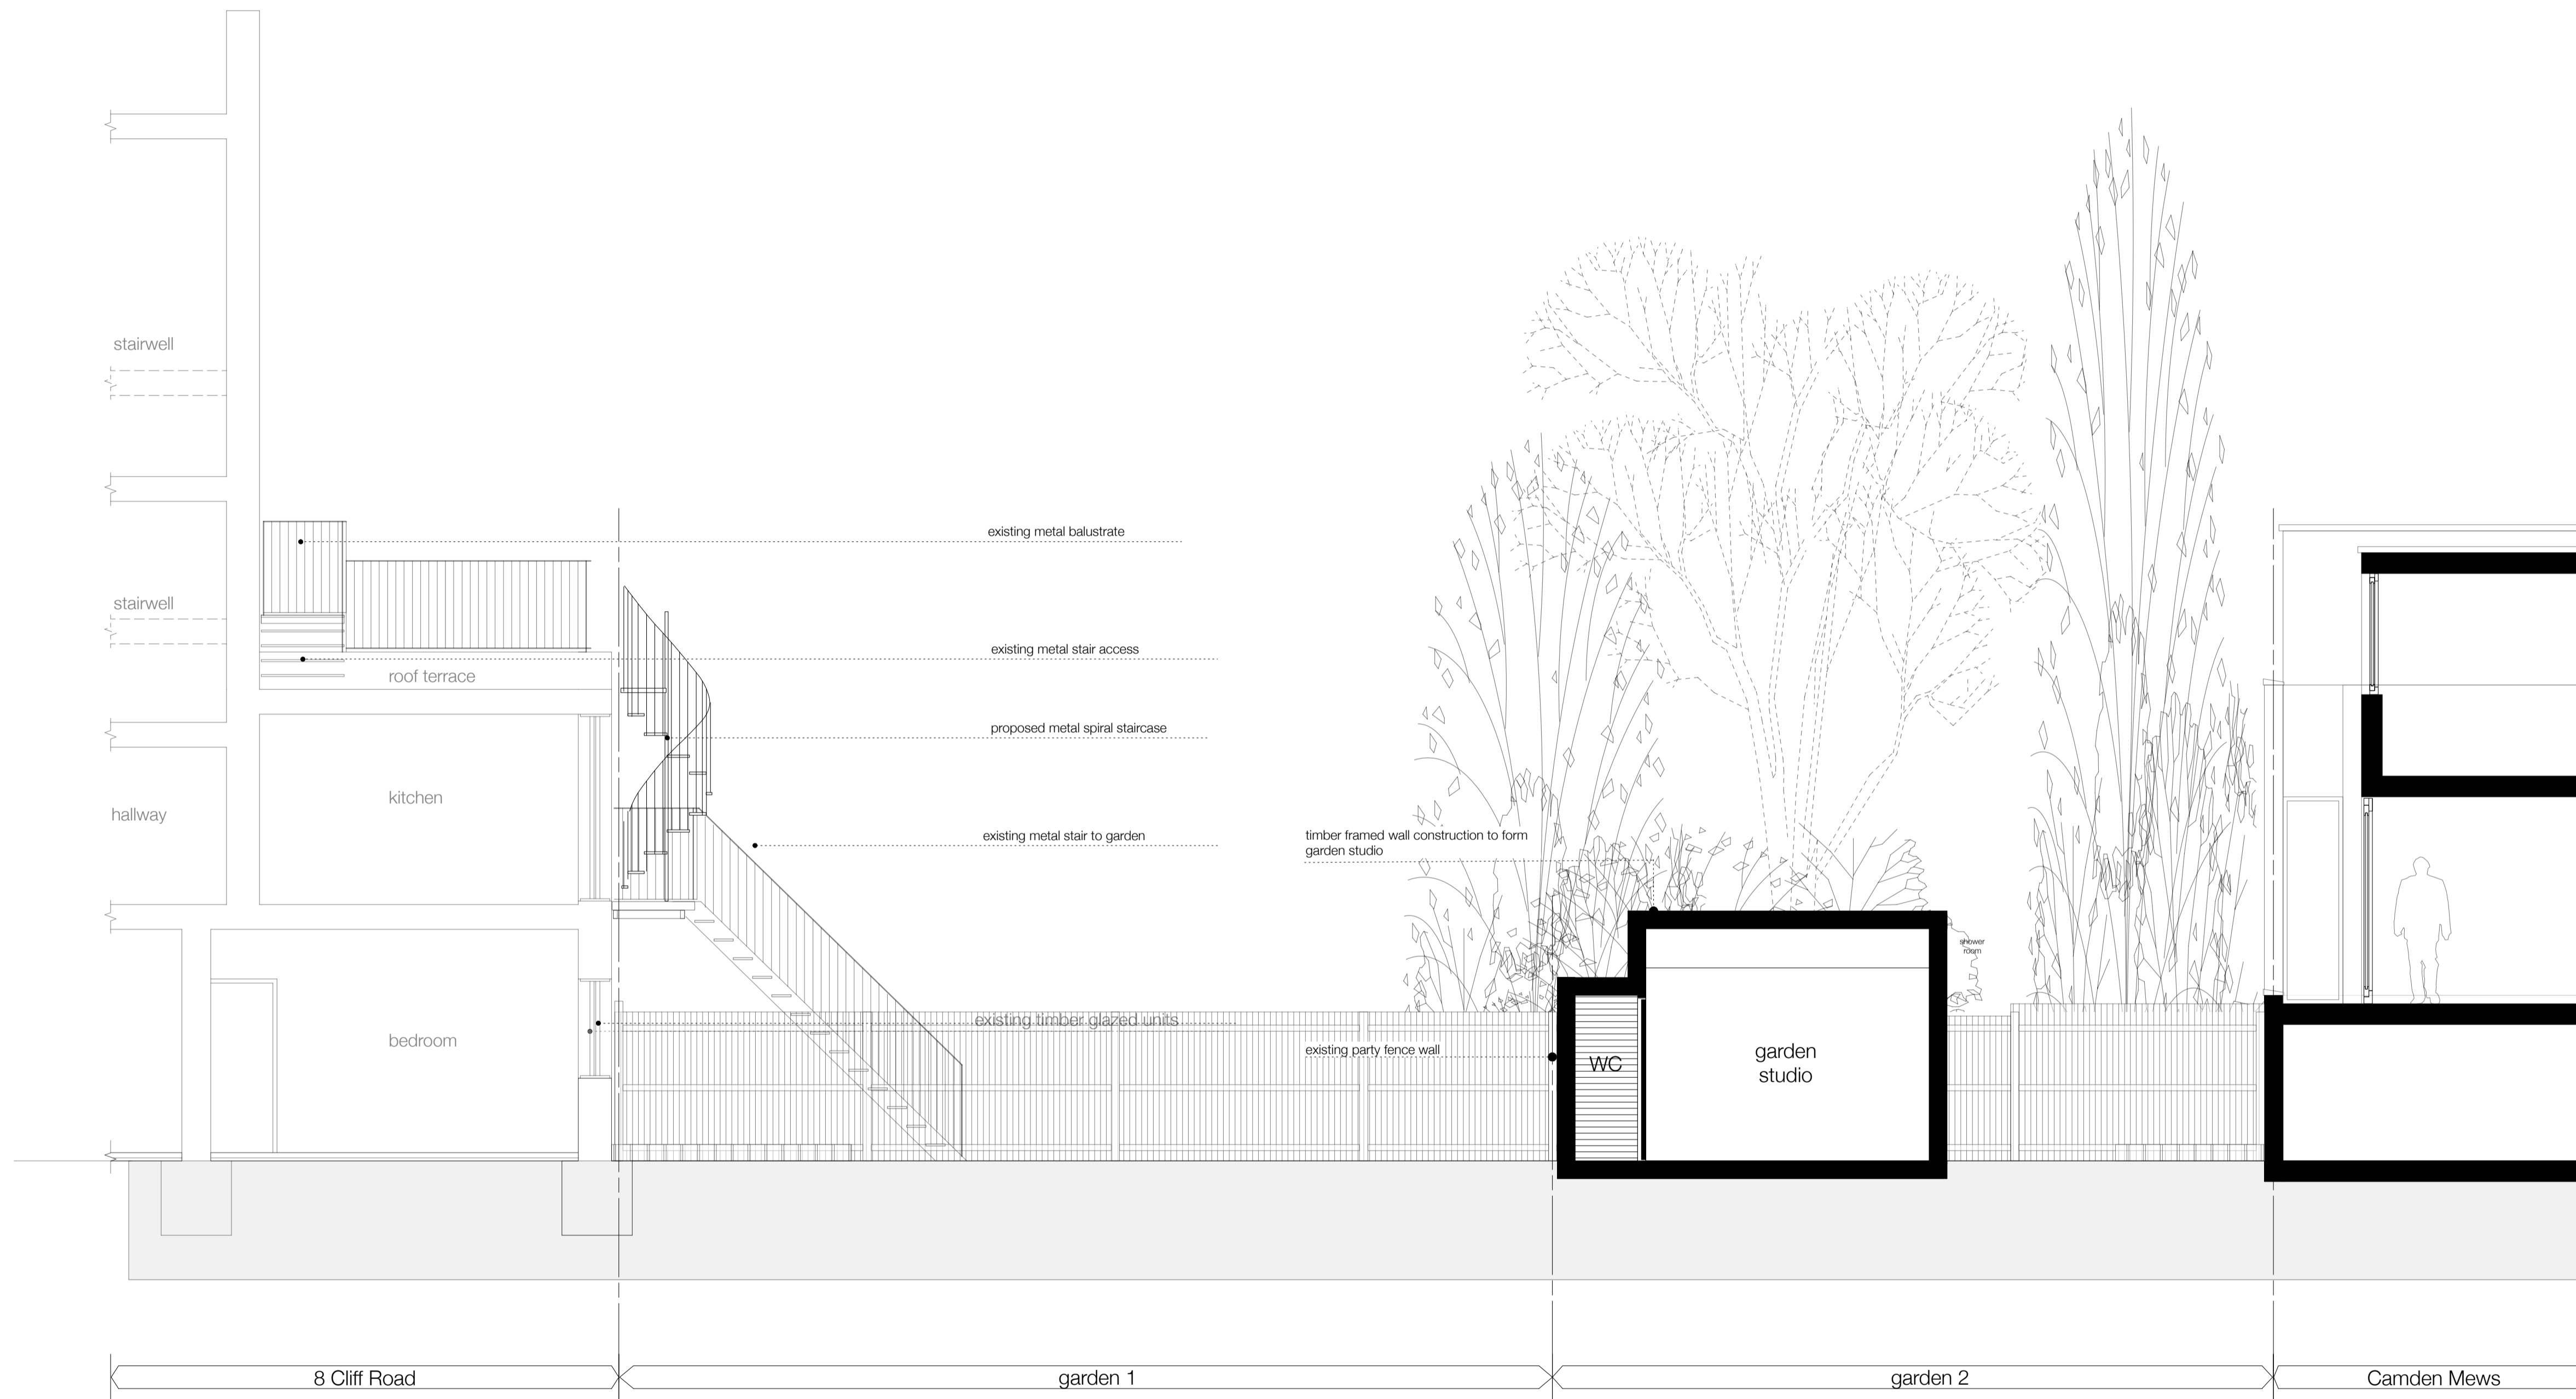 stairwell
existing metal balustrate
stairwell
existing metal stair access
roof terrace
proposed metal spiral staircase
kitchen
hallway
existing metal stair to garden
timber framed wall construction to form
garden studio
shower
room
existing timber glazed units
bedroom
existing party fence wall
WC
garden
studio
8 Cliff Road
garden 1
garden 2
Camden Mews